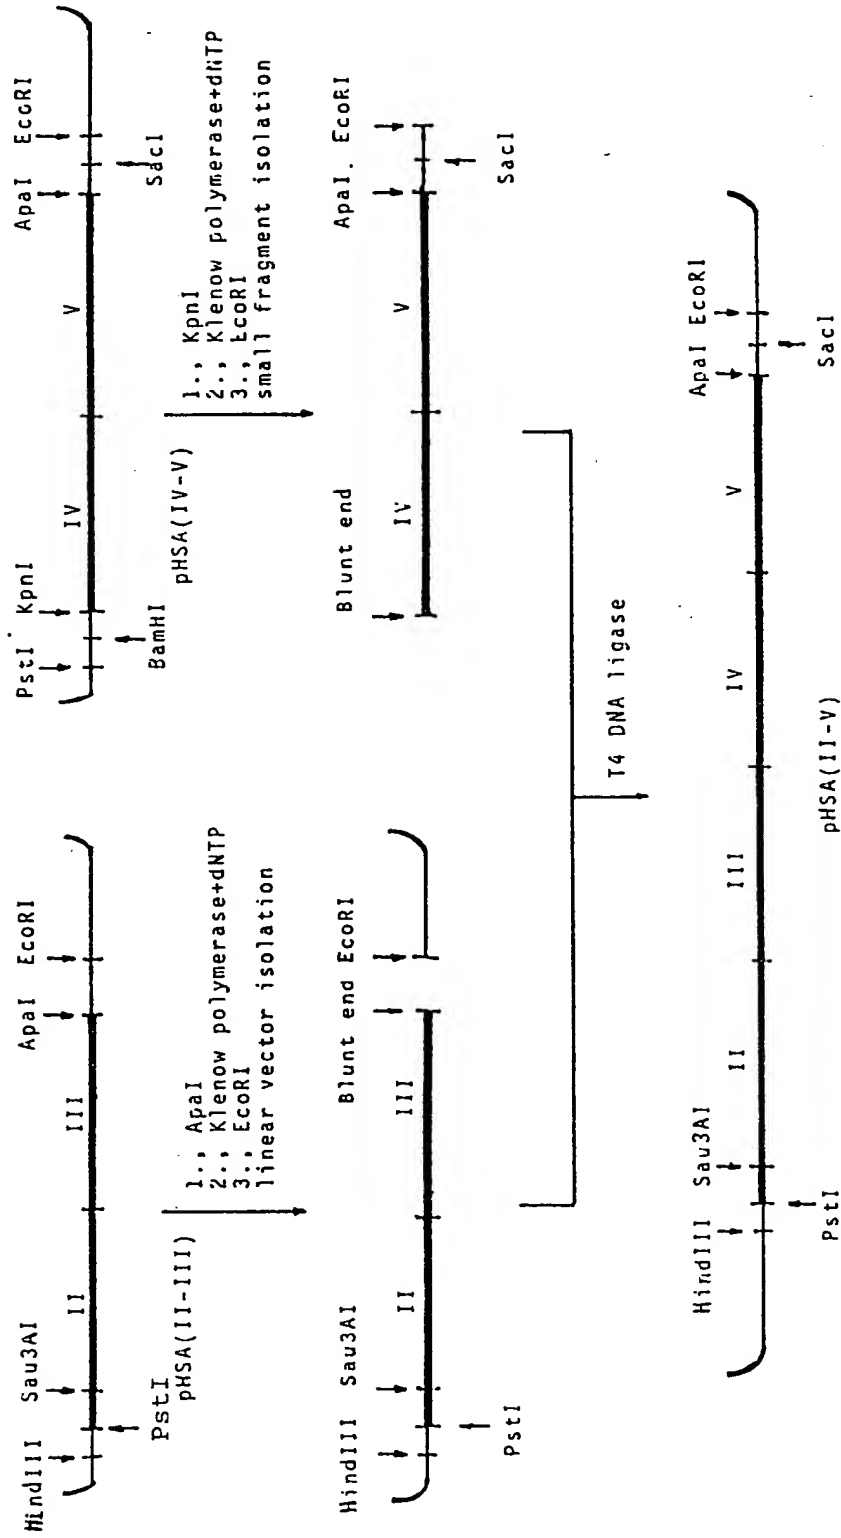 HindIII Sau3AI ApaI EcoRI
II III
PstI
pHSA(II-III)
1., ApaI
2., Klenow polymerase+dNTP
3., EcoRI
linear vector isolation
PstI KpnI ApaI EcoRI
IV V
BamHI SacI
pHSA(IV-V)
1., KpnI
2., Klenow polymerase+dNTP
3., EcoRI
small fragment isolation
HindIII Sau3AI Blunt end EcoRI
II III
PstI
Blunt end ApaI. EcoRI
IV V
SacI
T4 DNA ligase
HindIII Sau3AI ApaI EcoRI
II III IV V
PstI SacI
pHSA(II-V)